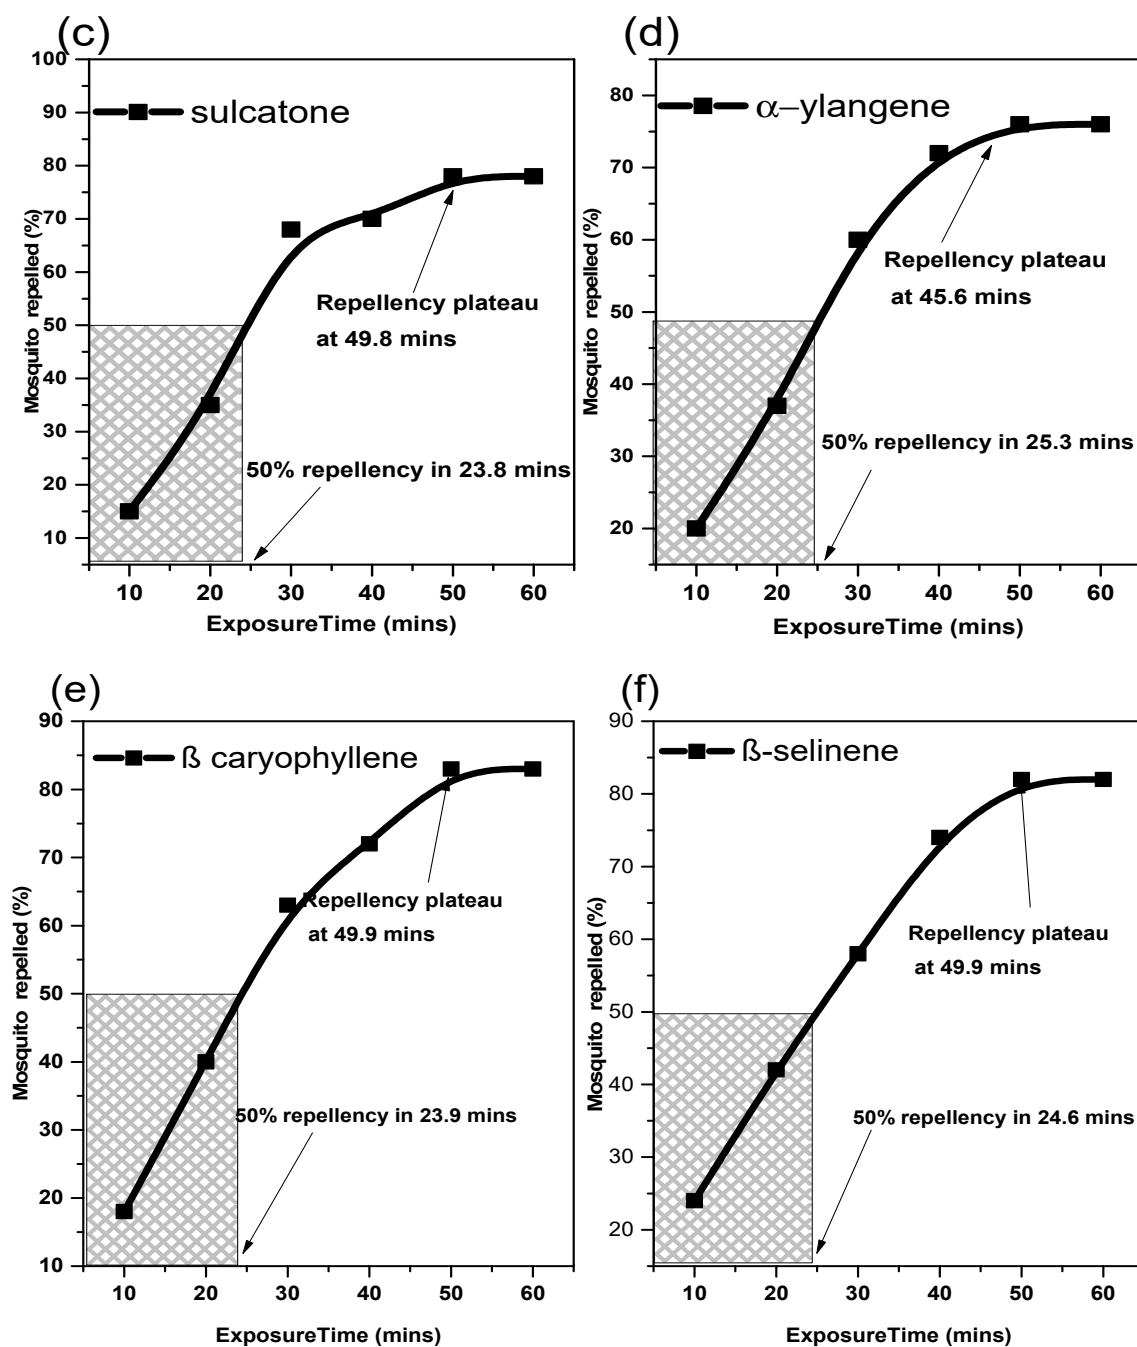 (c)
100
90
80
70
60
50
40
30
20
10
Mosquito repelled (%)
sulcatone
Repellency plateau
at 49.8 mins
50% repellency in 23.8 mins
10 20 30 40 50 60
ExposureTime (mins)
(d)
80
70
60
50
40
30
20
Mosquito repelled (%)
α–ylangene
Repellency plateau
at 45.6 mins
50% repellency in 25.3 mins
10 20 30 40 50 60
ExposureTime (mins)
(e)
90
80
70
60
50
40
30
20
10
Mosquito repelled (%)
ß caryophyllene
Repellency plateau
at 49.9 mins
50% repellency in 23.9 mins
10 20 30 40 50 60
ExposureTime (mins)
(f)
90
80
70
60
50
40
30
20
Mosquito repelled (%)
ß-selinene
Repellency plateau
at 49.9 mins
50% repellency in 24.6 mins
10 20 30 40 50 60
ExposureTime (mins)